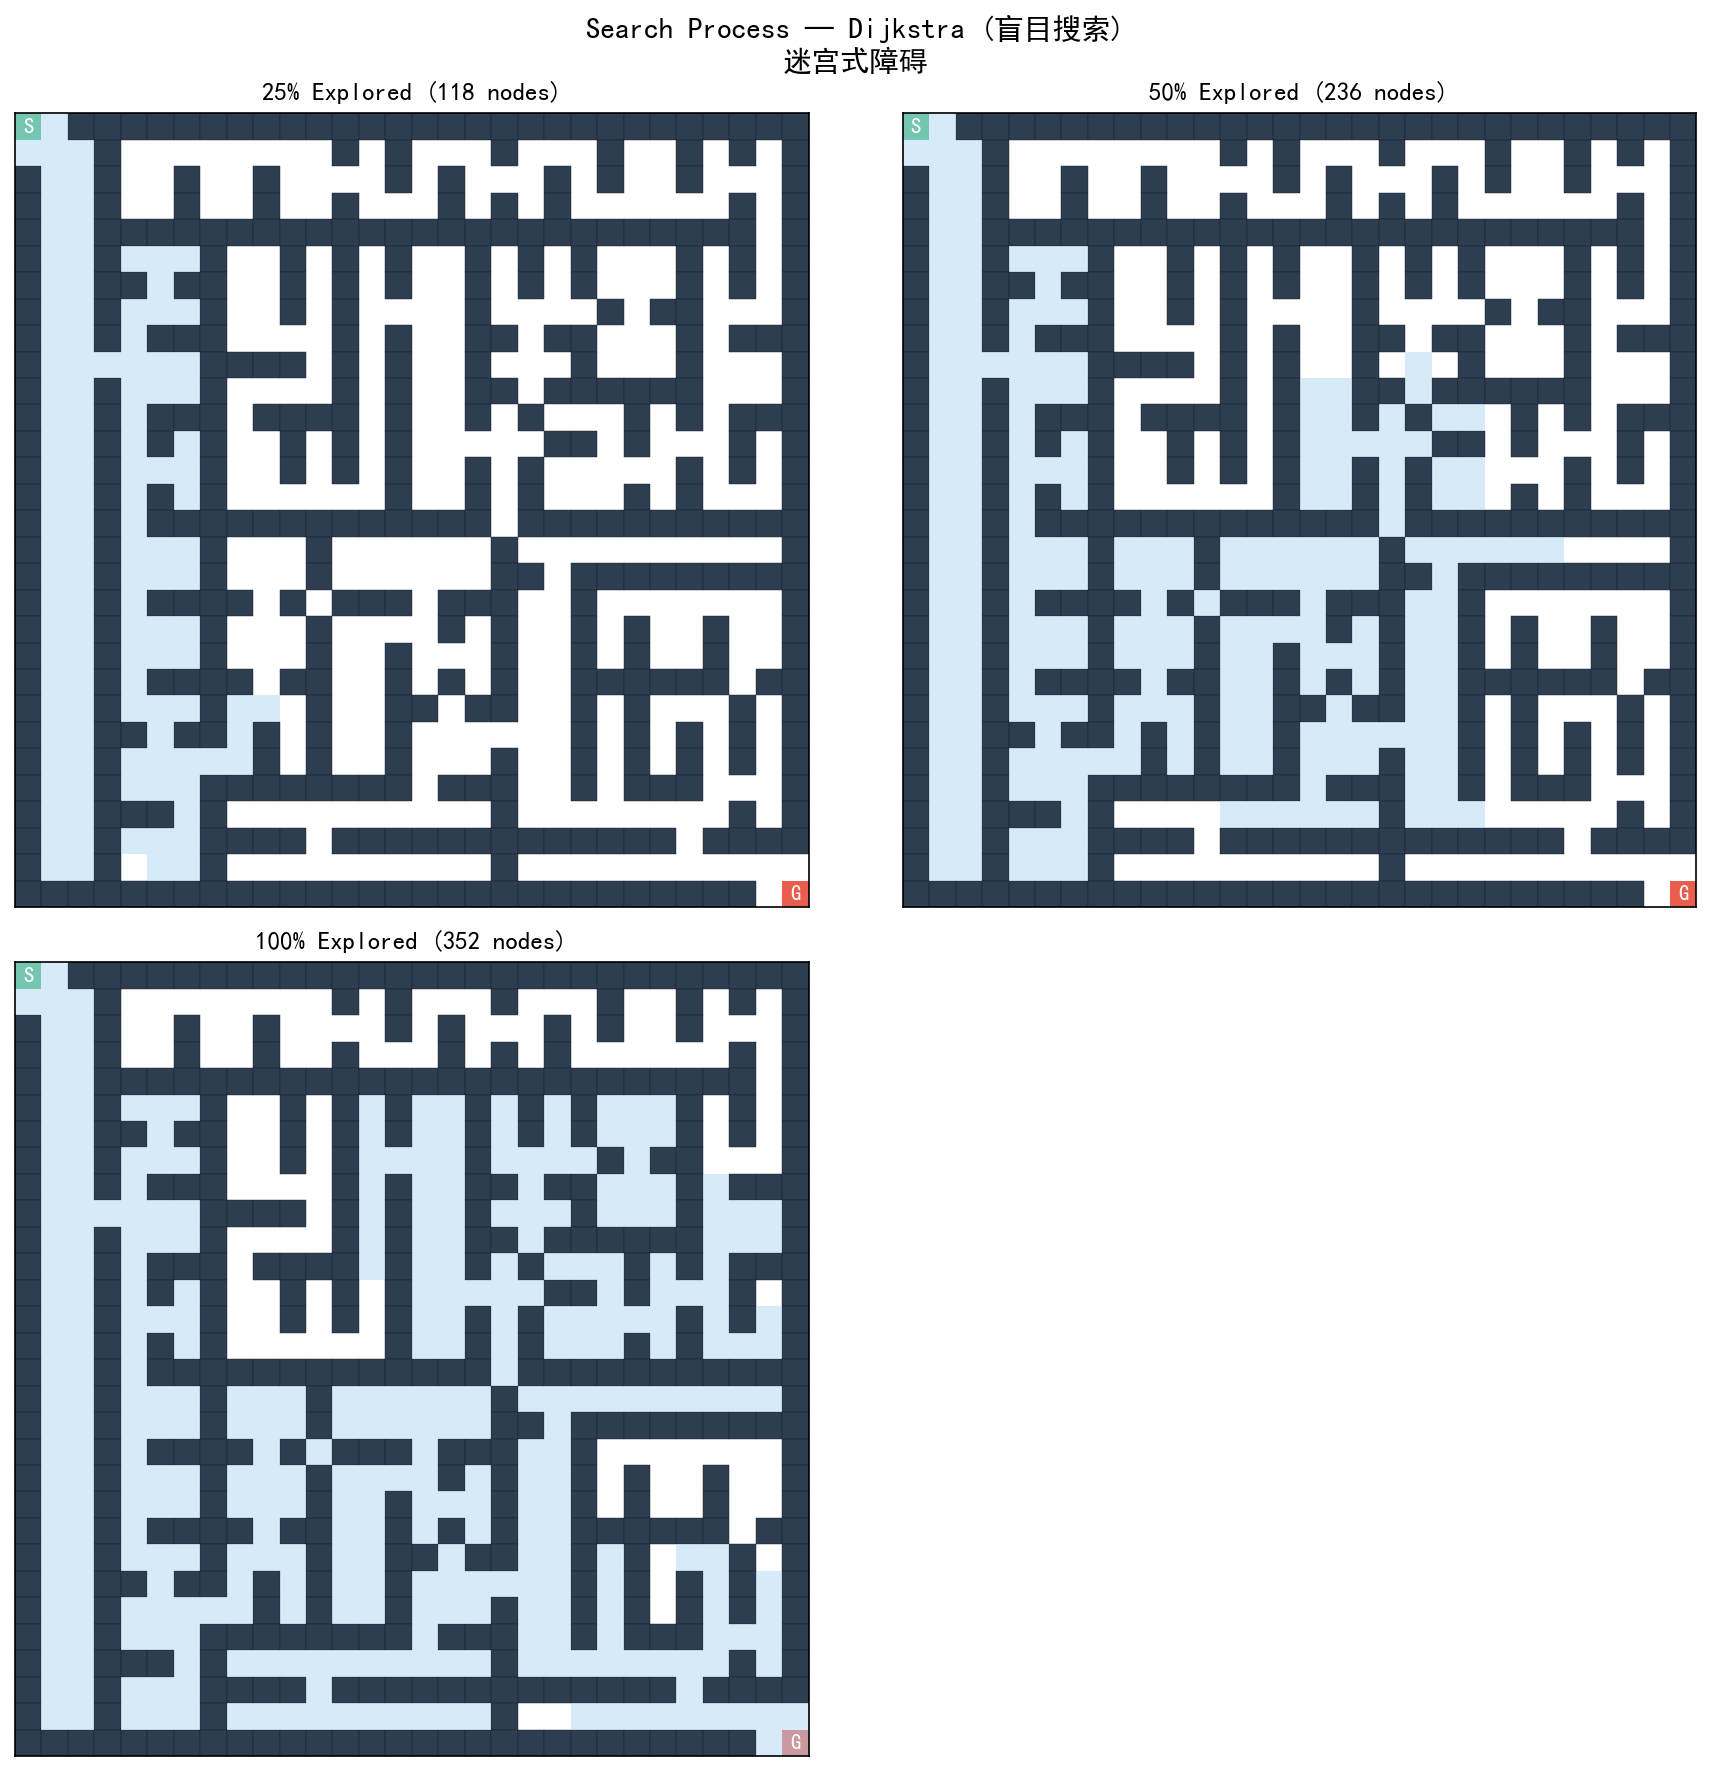 Search Process —— Dijkstra (盲目搜索)
迷宫式障碍
25% Explored (118 nodes)
50% Explored (236 nodes)
S
S
G
G
100% Explored (352 nodes)
S
G